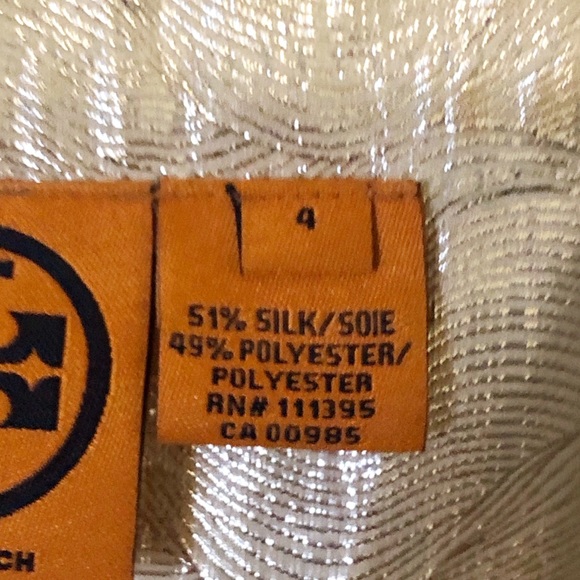 4
51% SILK/SOIE
49% POLYESTER/
POLYESTER
RN# 111395
CA 00985
CH